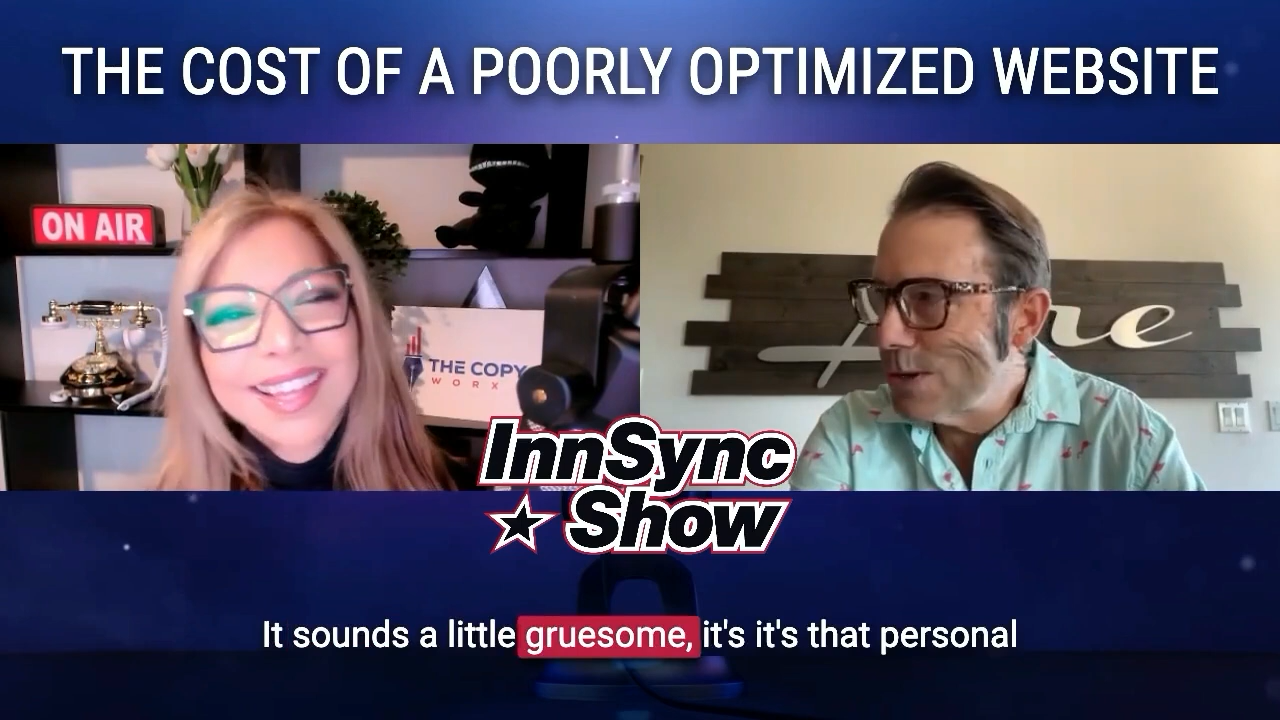 THE COST OF A POORLY OPTIMIZED WEBSITE
ON AIR
THE COPY
WORX
InnSync
Show
It sounds a little gruesome, it's it's that personal